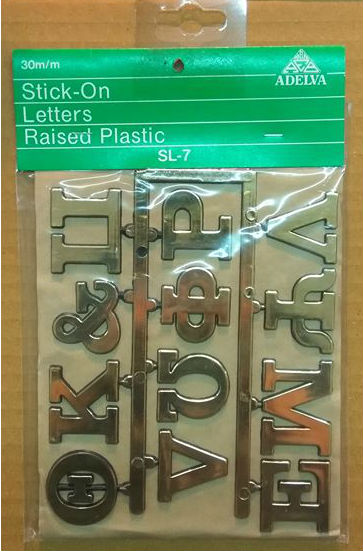 30m/m
Stick-On
Letters
Raised Plastic
SL-7
ADELVA
Π
& Φ Ψ
Κ Ω Μ
Θ Δ Ξ